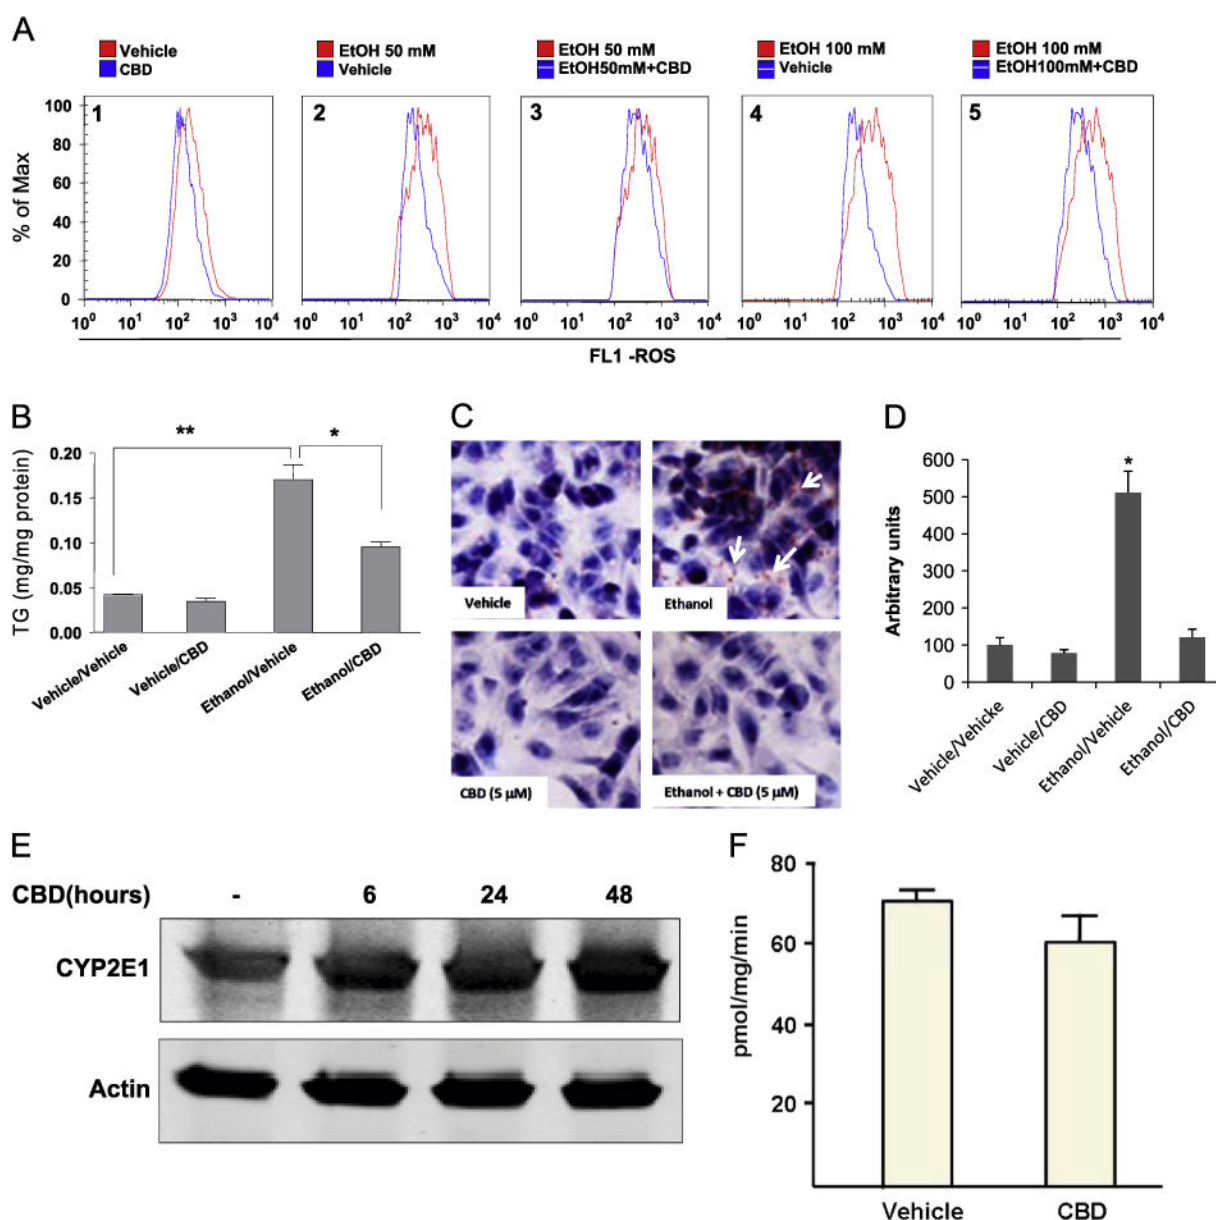 A
Vehicle
CBD
EtOH 50 mM
Vehicle
EtOH 50 mM
EtOH50mM+CBD
EtOH 100 mM
Vehicle
EtOH 100 mM
EtOH100mM+CBD
% of Max
100
80
60
40
20
0
1
2
3
4
5
10⁰ 10¹ 10² 10³ 10⁴
10⁰ 10¹ 10² 10³ 10⁴
10⁰ 10¹ 10² 10³ 10⁴
10⁰ 10¹ 10² 10³ 10⁴
10⁰ 10¹ 10² 10³ 10⁴
FL1 -ROS
B
TG (mg/mg protein)
0.20
0.15
0.10
0.05
0.00
**
*
Vehicle/Vehicle
Vehicle/CBD
Ethanol/Vehicle
Ethanol/CBD
C
Vehicle
Ethanol
CBD (5 µM)
Ethanol + CBD (5 µM)
D
Arbitrary units
600
500
400
300
200
100
0
*
Vehicle/Vehicke
Vehicle/CBD
Ethanol/Vehicle
Ethanol/CBD
E
CBD(hours) - 6 24 48
CYP2E1
Actin
F
pmol/mg/min
80
60
40
20
Vehicle
CBD